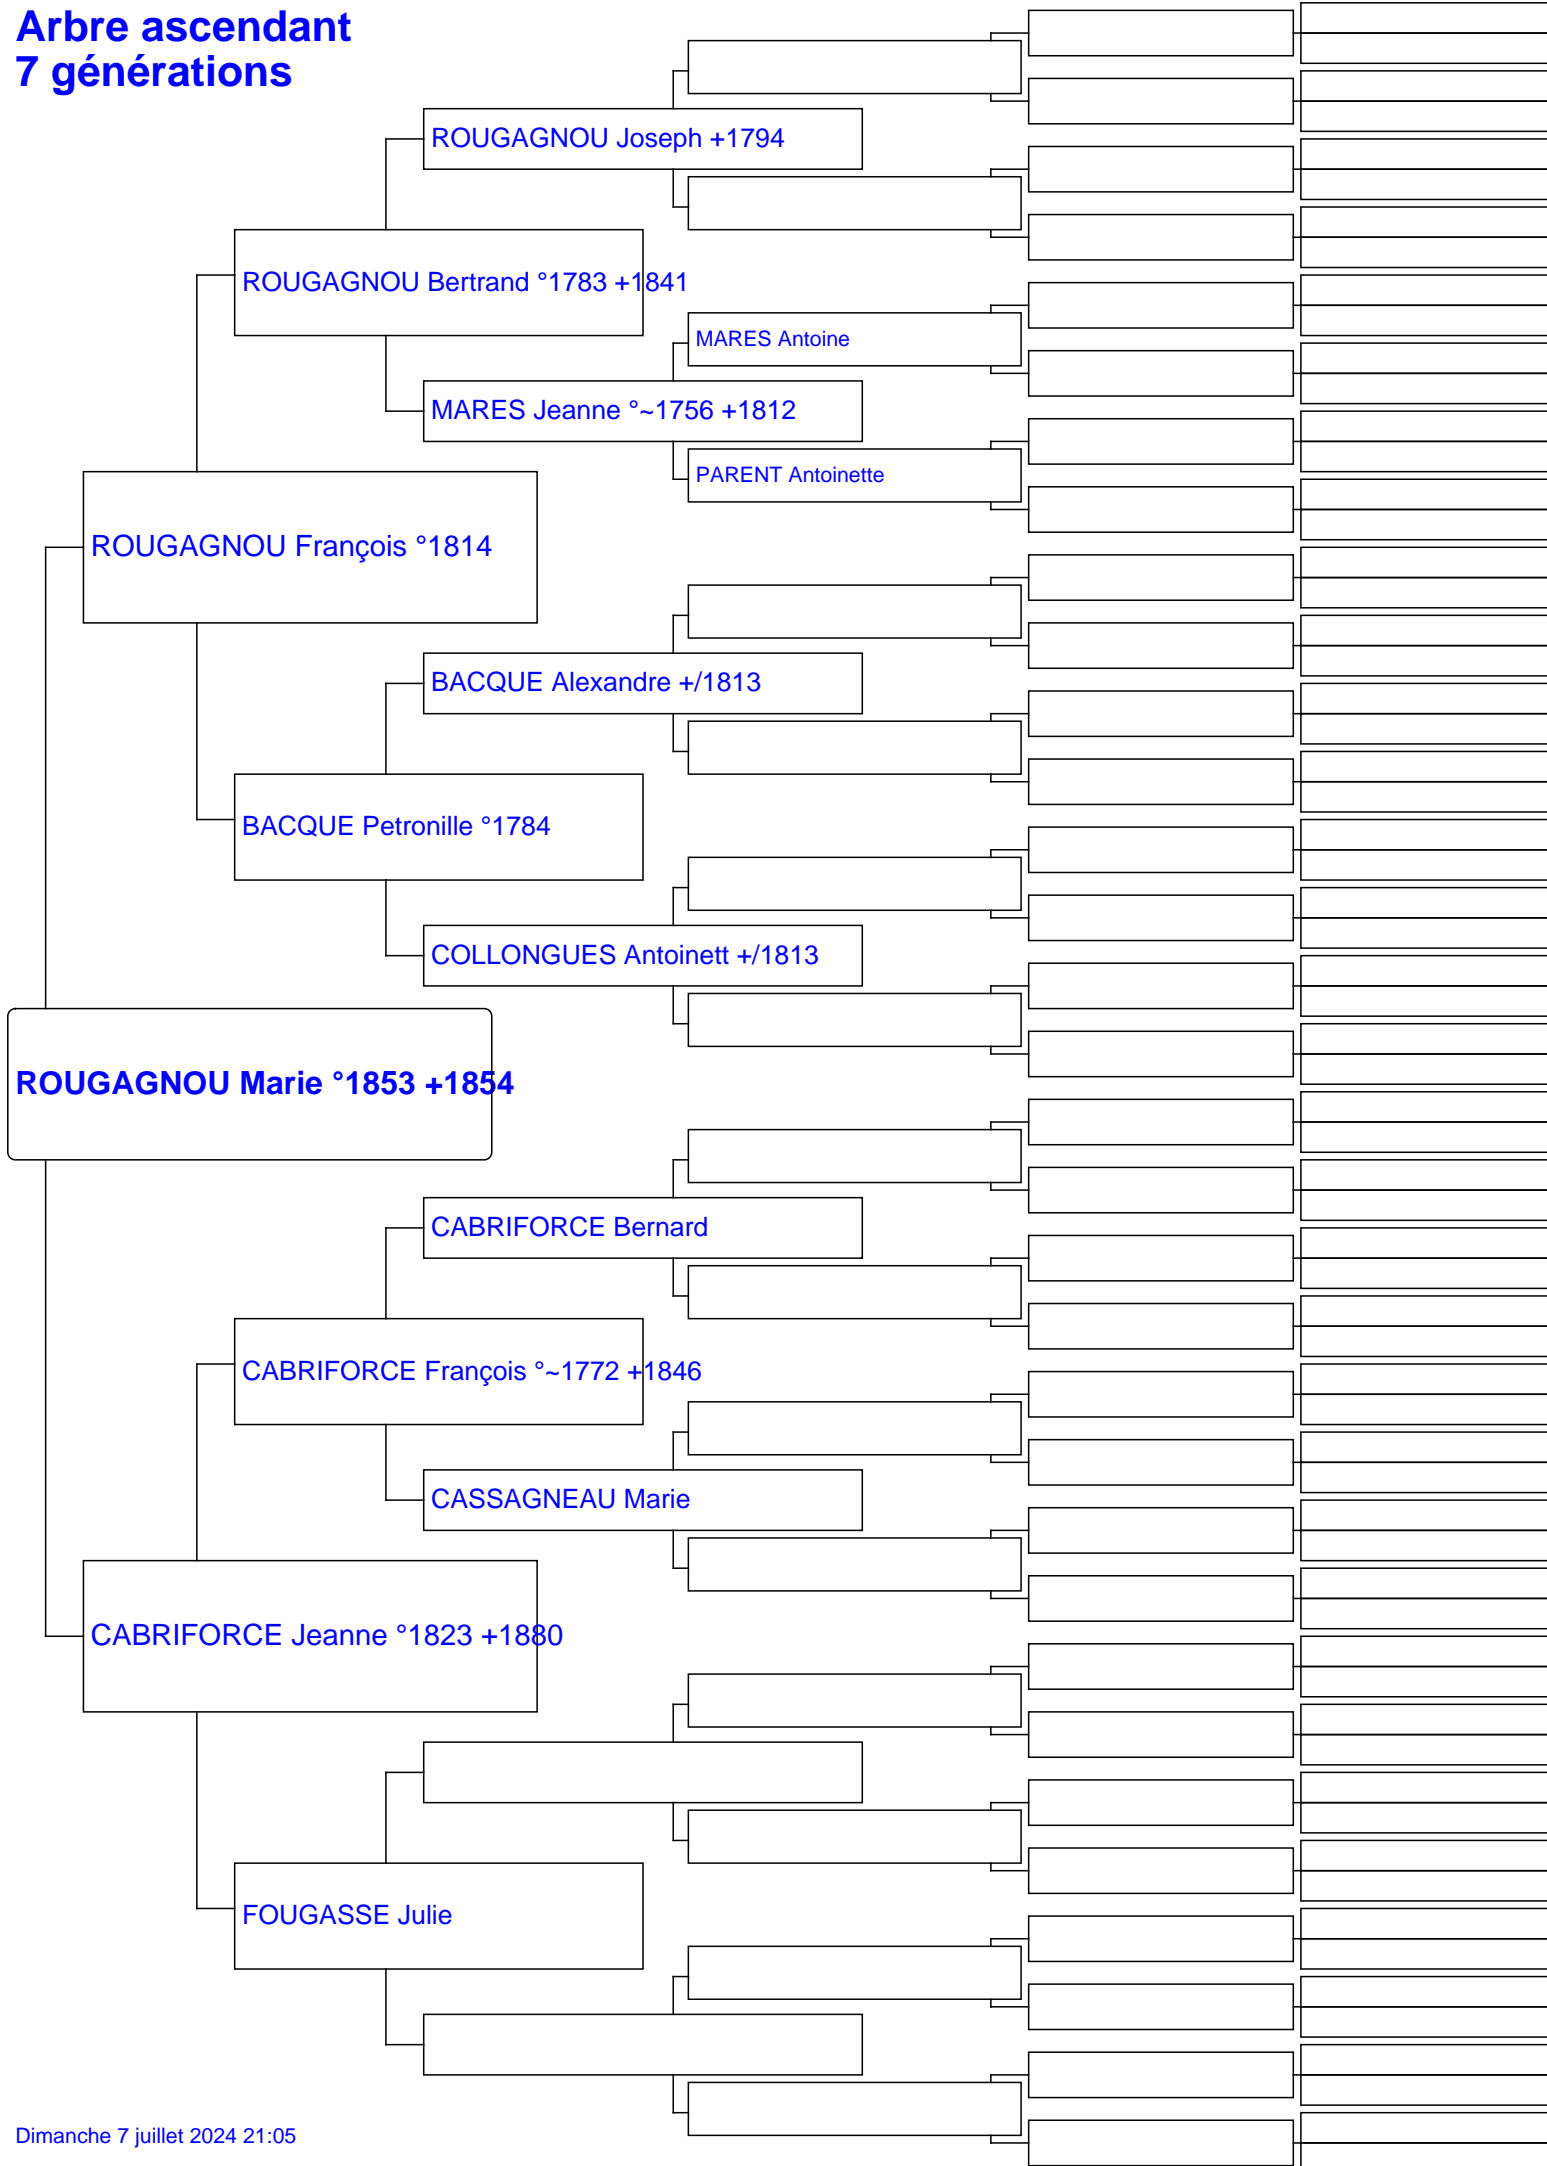 Arbre ascendant
7 générations
ROUGAGNOU Joseph +1794
ROUGAGNOU Bertrand °1783 +1841
MARES Antoine
MARES Jeanne °~1756 +1812
PARENT Antoinette
ROUGAGNOU François °1814
BACQUE Alexandre +/1813
BACQUE Petronille °1784
COLLONGUES Antoinett +/1813
ROUGAGNOU Marie °1853 +1854
CABRIFORCE Bernard
CABRIFORCE François °~1772 +1846
CASSAGNEAU Marie
CABRIFORCE Jeanne °1823 +1880
FOUGASSE Julie
Dimanche 7 juillet 2024 21:05